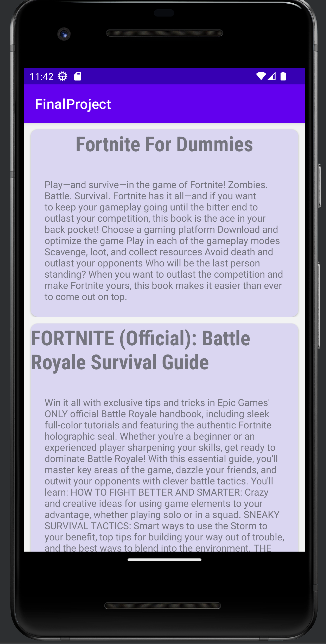 11:42
FinalProject
Fortnite For Dummies
Play—and survive—in the game of Fortnite! Zombies.
Battle. Survival. Fortnite has it all—and if you want
to keep your gameplay going until the bitter end to
outlast your competition, this book is the ace in your
back pocket! Choose a gaming platform Download and
optimize the game Play in each of the gameplay modes
Scavenge, loot, and collect resources Avoid death and
outlast your opponents Who will be the last person
standing? When you want to outlast the competition and
make Fortnite yours, this book makes it easier than ever
to come out on top.
FORTNITE (Official): Battle
Royale Survival Guide
Win it all with exclusive tips and tricks in Epic Games'
ONLY official Battle Royale handbook, including sleek
full-color tutorials and featuring the authentic Fortnite
holographic seal. Whether you're a beginner or an
experienced player sharpening your skills, get ready to
dominate Battle Royale! With this essential guide, you'll
master key areas of the game, dazzle your friends, and
outwit your opponents with clever battle tactics. You'll
learn: HOW TO FIGHT BETTER AND SMARTER: Crazy
and creative ideas for using game elements to your
advantage, whether playing solo or in a squad. SNEAKY
SURVIVAL TACTICS: Smart ways to use the Storm to
your benefit, top tips for building your way out of trouble,
and the best ways to blend into the environment. THE